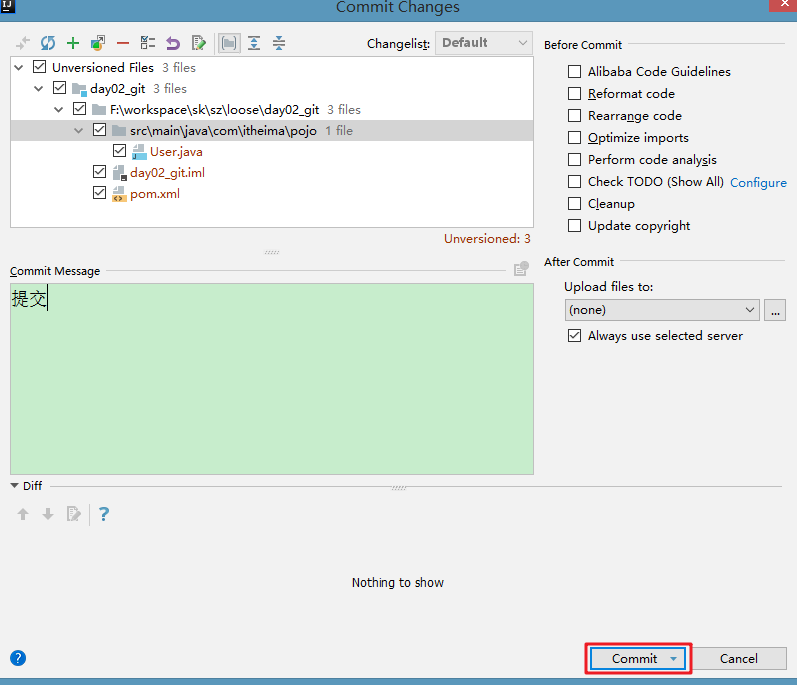 Commit Changes
Changelist: Default
Unversioned Files 3 files
day02_git 3 files
F:\workspace\sk\sz\loose\day02_git 3 files
src\main\java\com\itheima\pojo 1 file
User.java
day02_git.iml
pom.xml
Unversioned: 3
Commit Message
提交
Diff
Nothing to show
Before Commit
Alibaba Code Guidelines
Reformat code
Rearrange code
Optimize imports
Perform code analysis
Check TODO (Show All) Configure
Cleanup
Update copyright
After Commit
Upload files to:
(none) ...
Always use selected server
? Commit Cancel